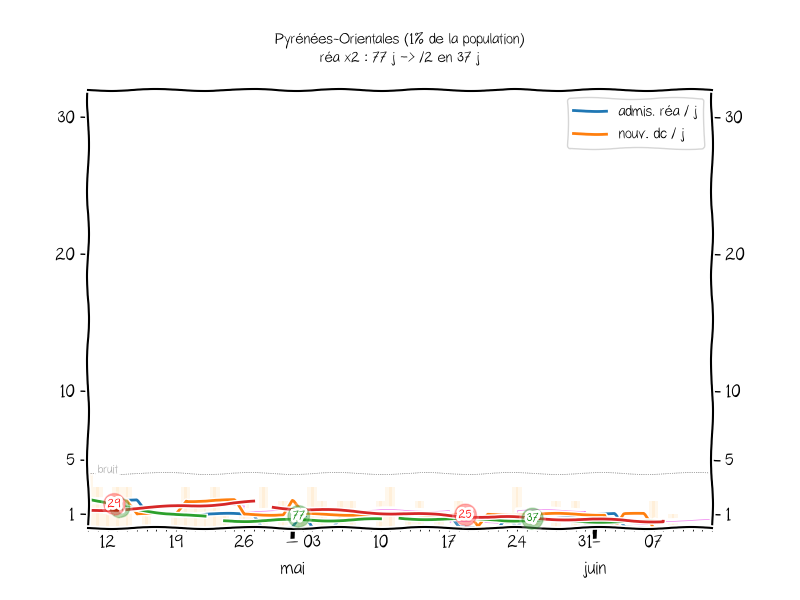 Pyrénées-Orientales (1% de la population)
réa x2 : 77 j -> /2 en 37 j
admis. réa / j
nouv. dc / j
30
30
20
20
10
10
5
5
bruit
1
1
29
77
25
37
12 19 26 03 10 17 24 31 07
mai juin